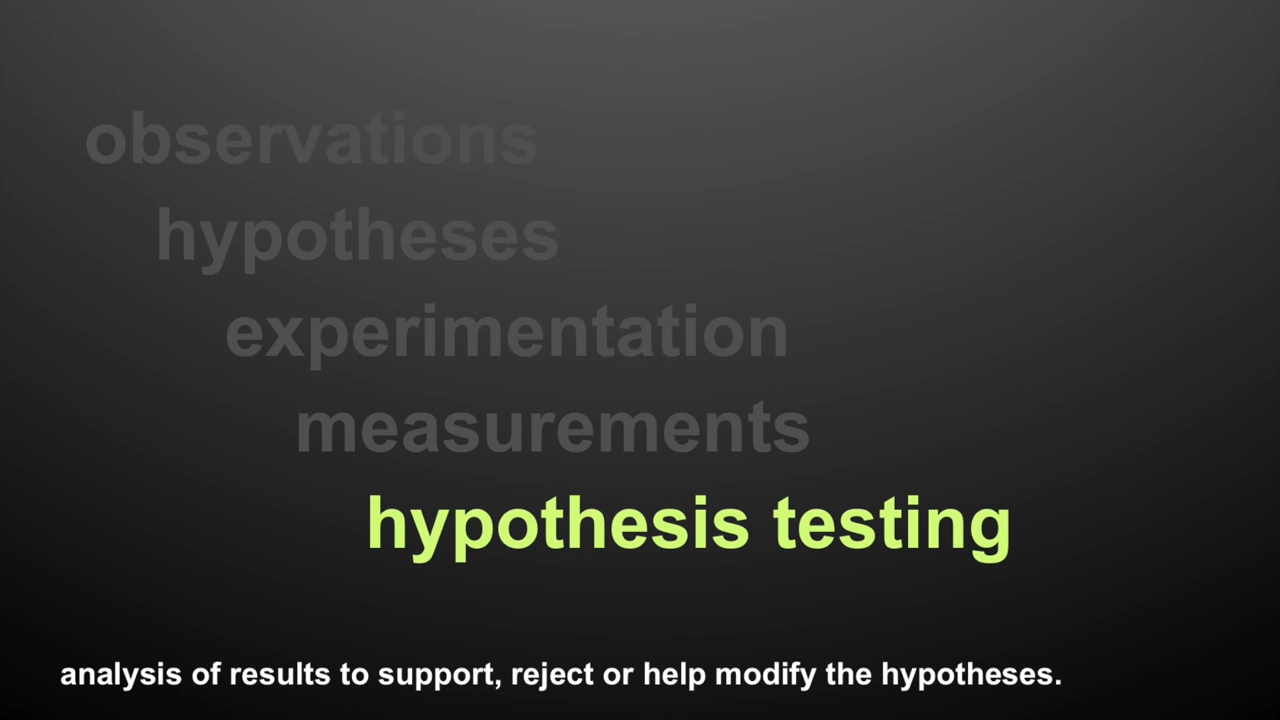 observations
hypotheses
experimentation
measurements
hypothesis testing
analysis of results to support, reject or help modify the hypotheses.